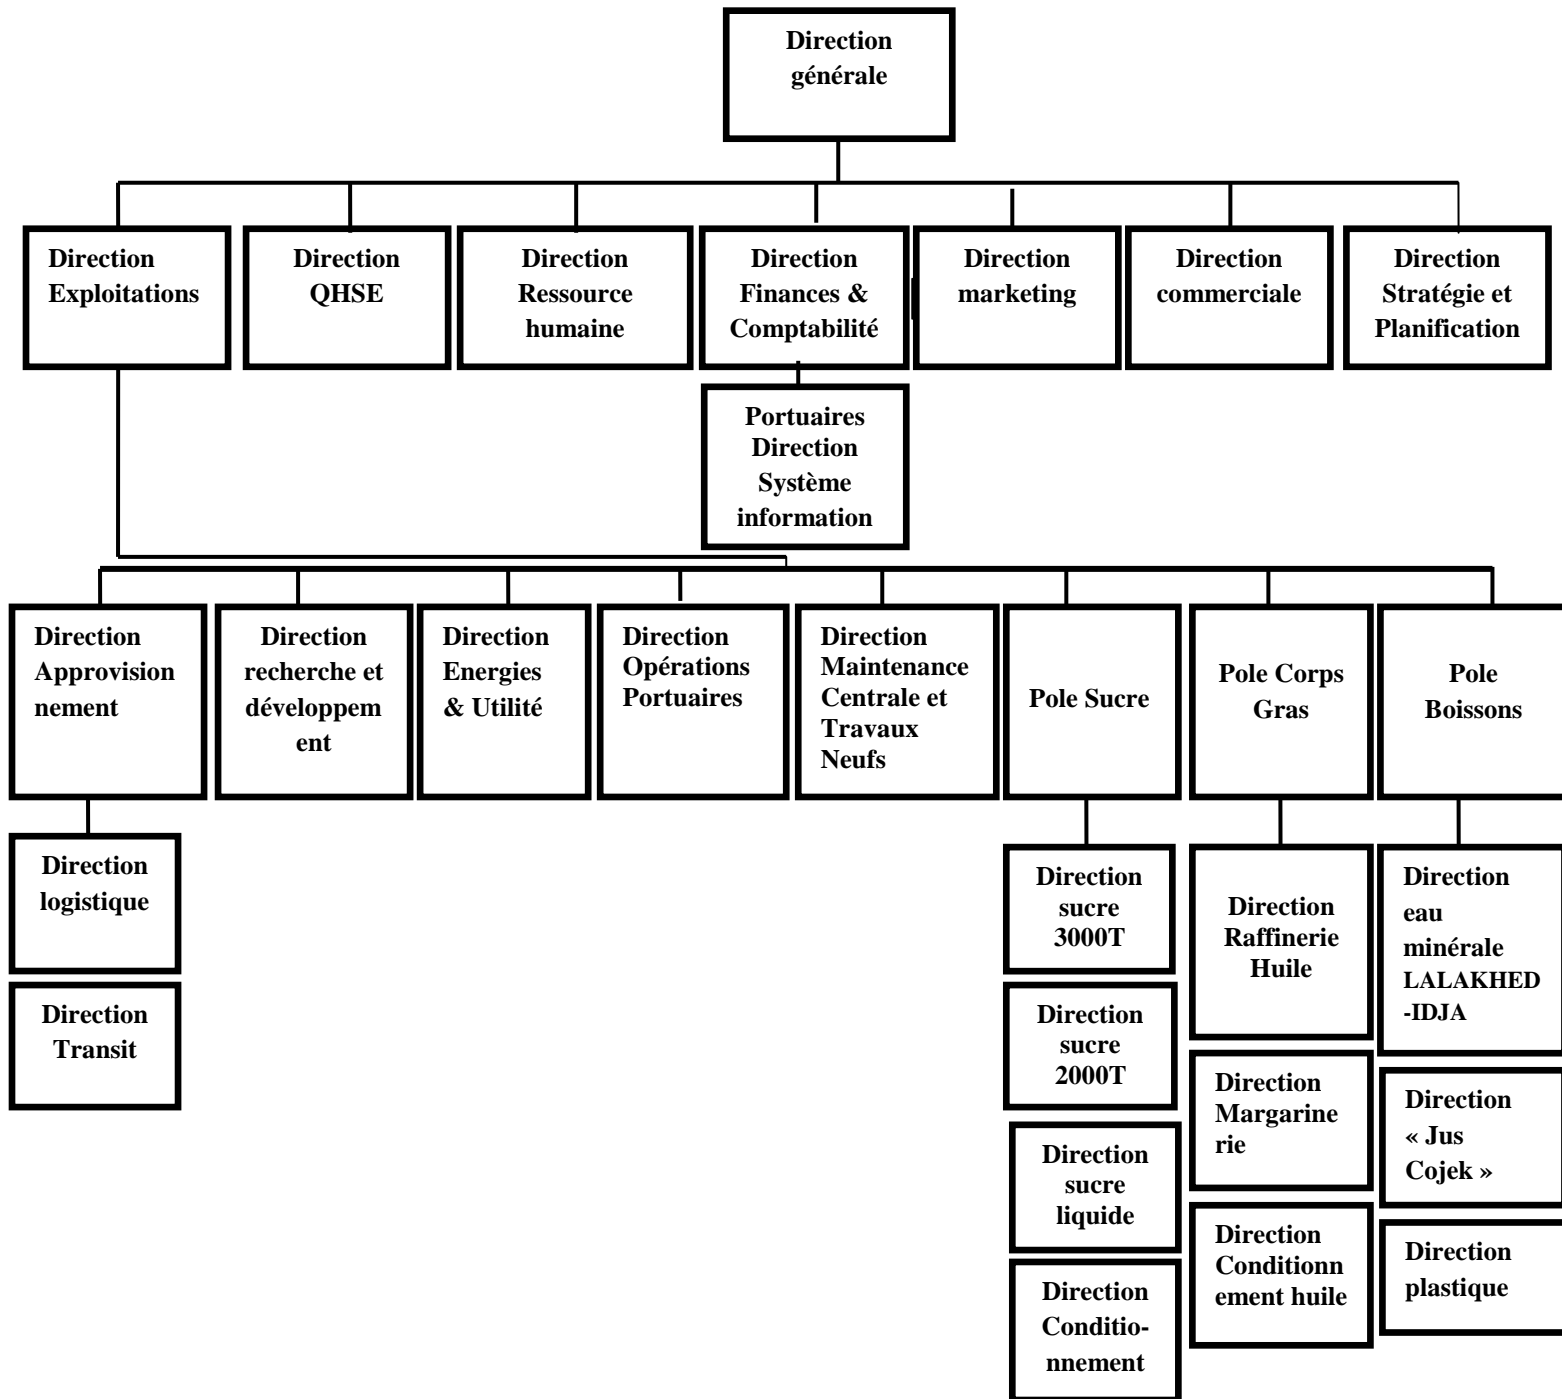 Direction
générale
Direction
Exploitations
Direction
QHSE
Direction
Ressource
humaine
Direction
Finances &
Comptabilité
Direction
marketing
Direction
commerciale
Direction
Stratégie et
Planification
Portuaires
Direction
Système
information
Direction
Approvision
nement
Direction
recherche et
développem
ent
Direction
Energies
& Utilité
Direction
Opérations
Portuaires
Direction
Maintenance
Centrale et
Travaux
Neufs
Pole Sucre
Pole Corps
Gras
Pole
Boissons
Direction
logistique
Direction
Transit
Direction
sucre
3000T
Direction
sucre
2000T
Direction
sucre
liquide
Direction
Conditio-
nnement
Direction
Raffinerie
Huile
Direction
Margarine
rie
Direction
Conditionn
ement huile
Direction
eau
minérale
LALAKHED
-IDJA
Direction
« Jus
Cojek »
Direction
plastique